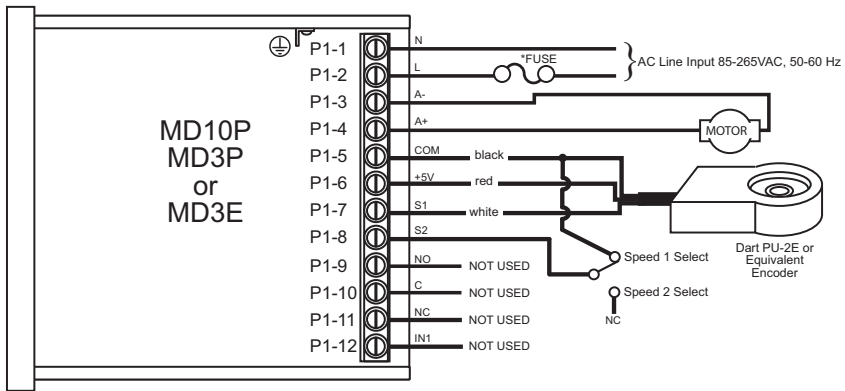 P1-1 N
*FUSE
P1-2 L
AC Line Input 85-265VAC, 50-60 Hz
P1-3 A-
P1-4 A+
MOTOR
P1-5 COM black
P1-6 +5V red
P1-7 S1 white
P1-8 S2
P1-9 NO NOT USED
P1-10 C NOT USED
P1-11 NC NOT USED
P1-12 IN1 NOT USED
MD10P
MD3P
or
MD3E
Dart PU-2E or
Equivalent
Encoder
Speed 1 Select
Speed 2 Select
NC